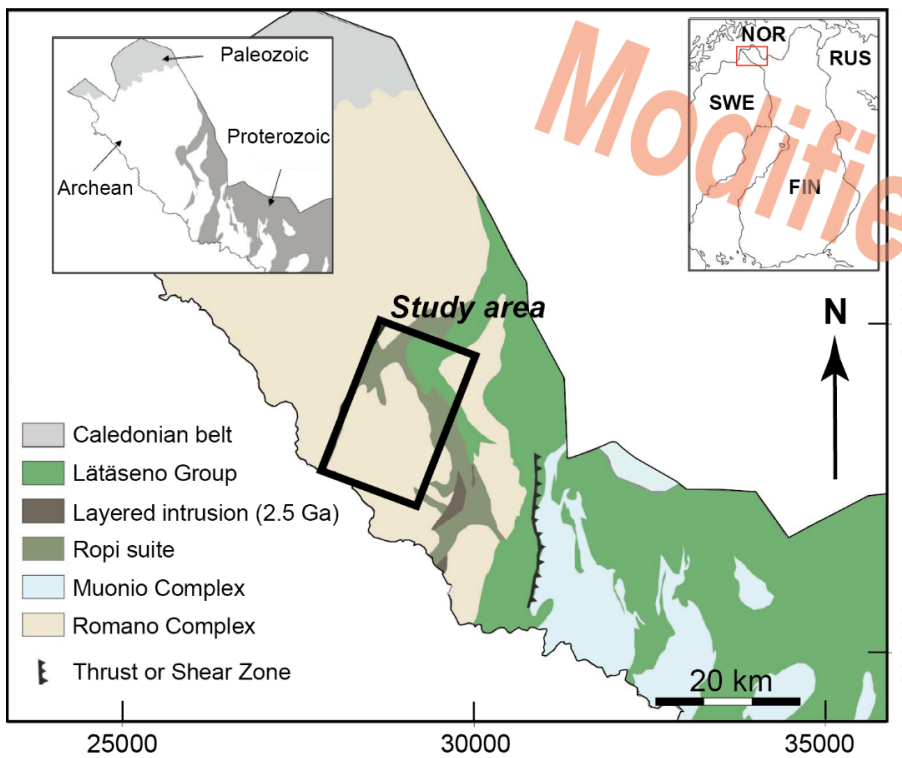 Paleozoic
Proterozoic
Archean
NOR
RUS
SWE
FIN
Modifie
Study area
N
Caledonian belt
Lätäseno Group
Layered intrusion (2.5 Ga)
Ropi suite
Muonio Complex
Romano Complex
Thrust or Shear Zone
20 km
25000
30000
35000